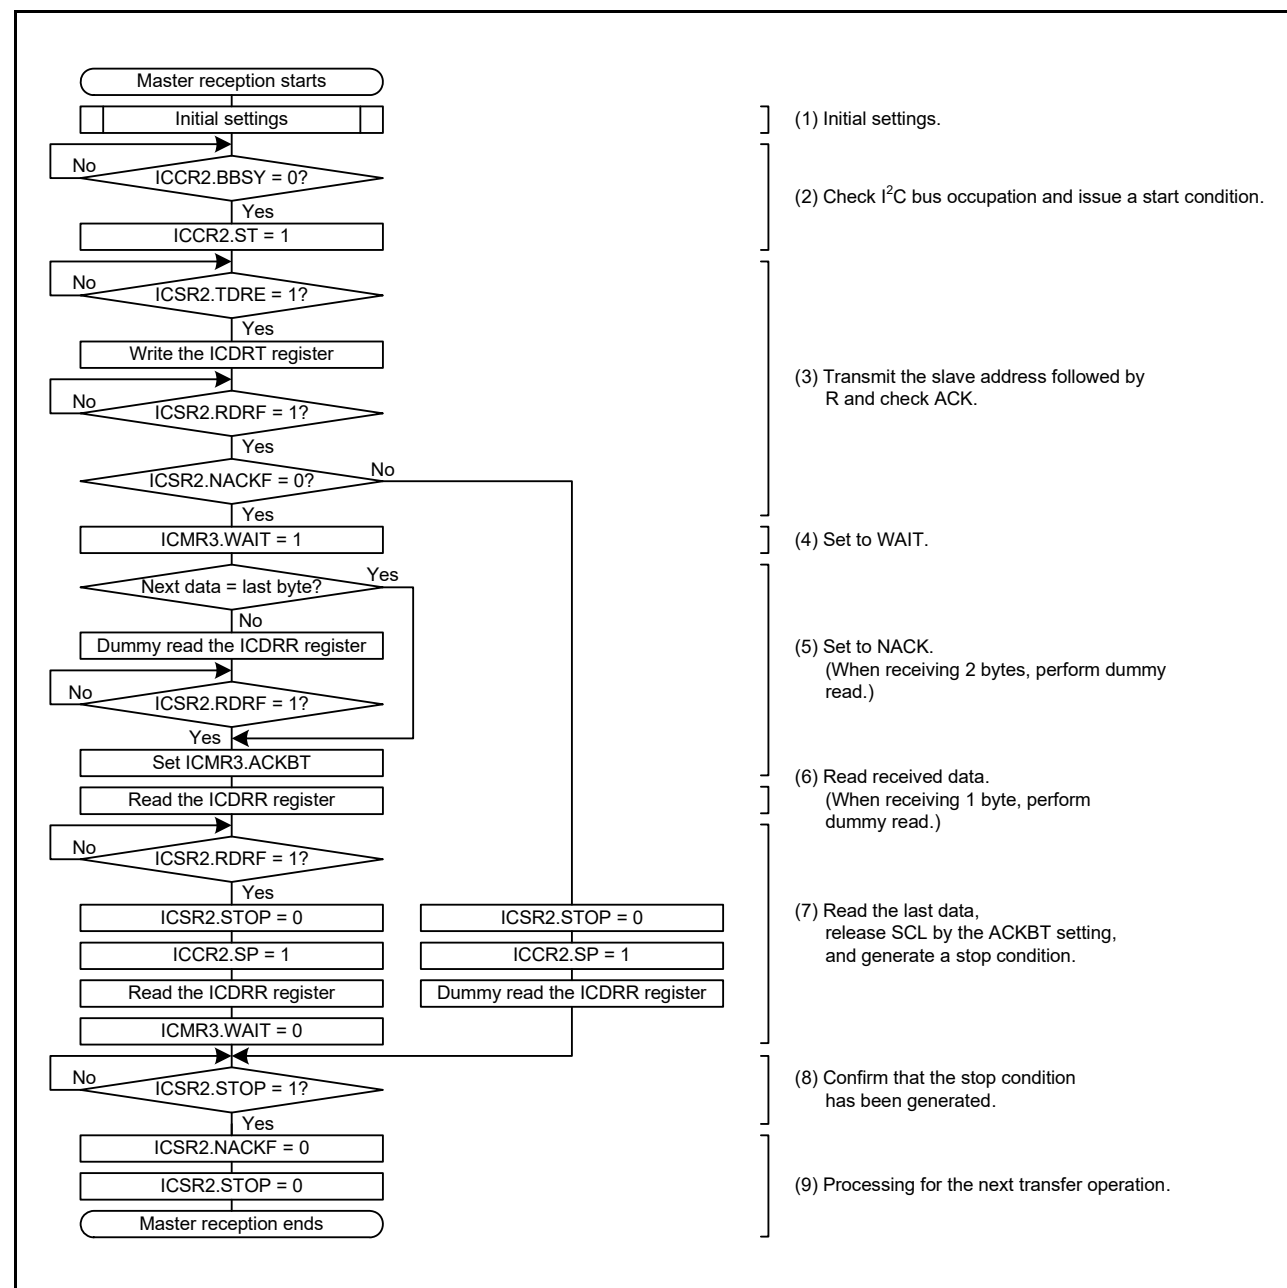 Master reception starts
Initial settings
No
ICCR2.BBSY = 0?
Yes
ICCR2.ST = 1
No
ICSR2.TDRE = 1?
Yes
Write the ICDRT register
No
ICSR2.RDRF = 1?
Yes
ICSR2.NACKF = 0?
No
Yes
ICMR3.WAIT = 1
Next data = last byte?
Yes
No
Dummy read the ICDRR register
No
ICSR2.RDRF = 1?
Yes
Set ICMR3.ACKBT
Read the ICDRR register
No
ICSR2.RDRF = 1?
Yes
ICSR2.STOP = 0
ICCR2.SP = 1
Read the ICDRR register
ICMR3.WAIT = 0
ICSR2.STOP = 0
ICCR2.SP = 1
Dummy read the ICDRR register
No
ICSR2.STOP = 1?
Yes
ICSR2.NACKF = 0
ICSR2.STOP = 0
Master reception ends
(1) Initial settings.
(2) Check I²C bus occupation and issue a start condition.
(3) Transmit the slave address followed by
R and check ACK.
(4) Set to WAIT.
(5) Set to NACK.
(When receiving 2 bytes, perform dummy
read.)
(6) Read received data.
(When receiving 1 byte, perform
dummy read.)
(7) Read the last data,
release SCL by the ACKBT setting,
and generate a stop condition.
(8) Confirm that the stop condition
has been generated.
(9) Processing for the next transfer operation.